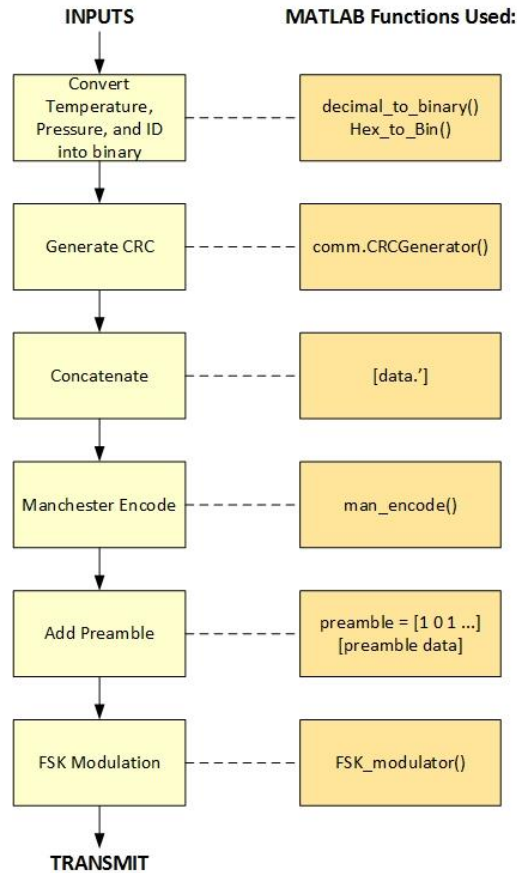 INPUTS
MATLAB Functions Used:
Convert
Temperature,
Pressure, and ID
into binary
decimal_to_binary()
Hex_to_Bin()
Generate CRC
comm.CRCGenerator()
Concatenate
[data.’]
Manchester Encode
man_encode()
Add Preamble
preamble = [1 0 1 ...]
[preamble data]
FSK Modulation
FSK_modulator()
TRANSMIT